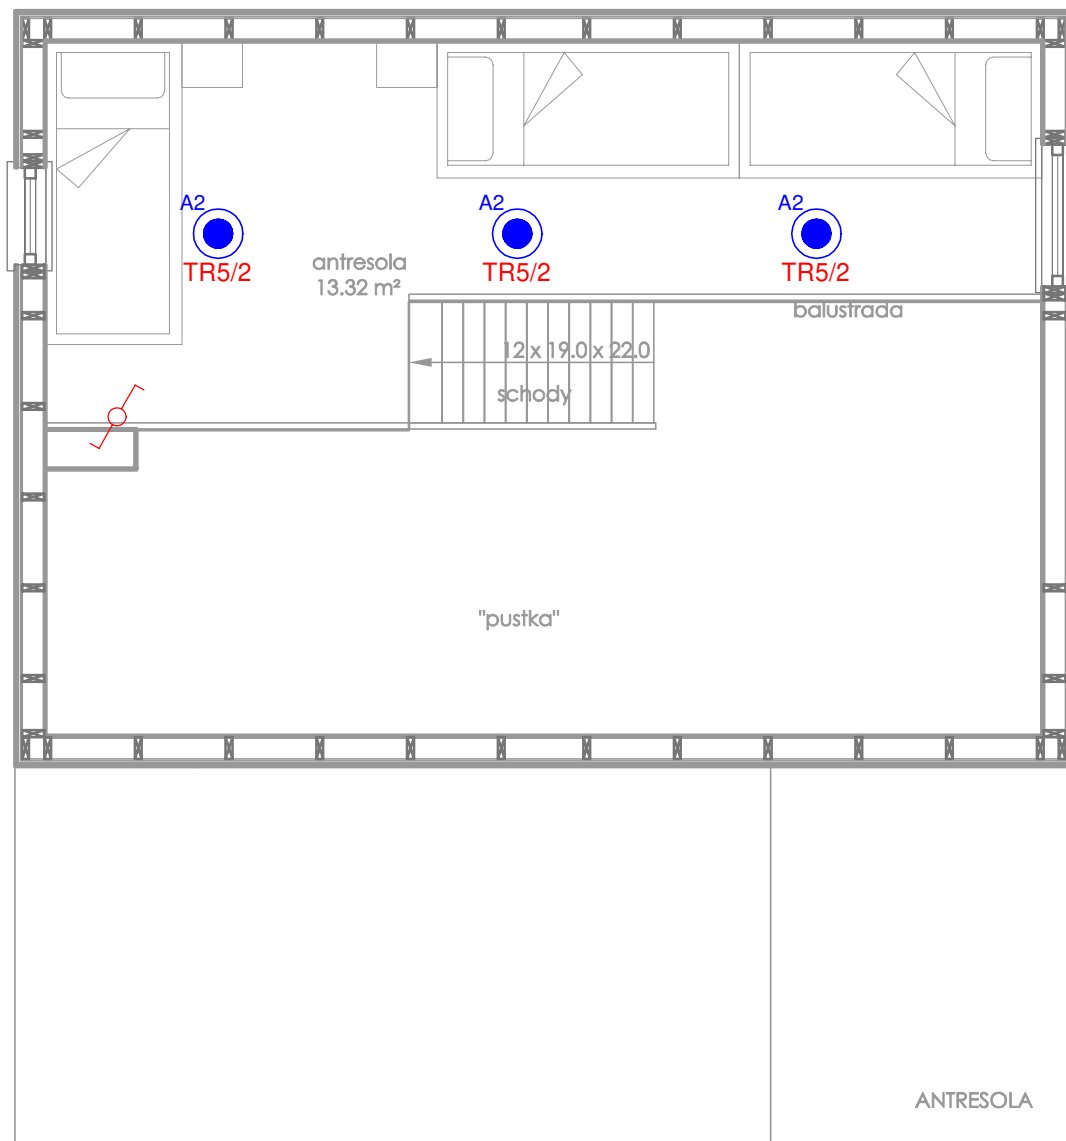 A2
A2
A2
TR5/2
TR5/2
TR5/2
antresola
13.32 m²
balustrada
12 x 19.0 x 22.0
schody
"pustka"
ANTRESOLA